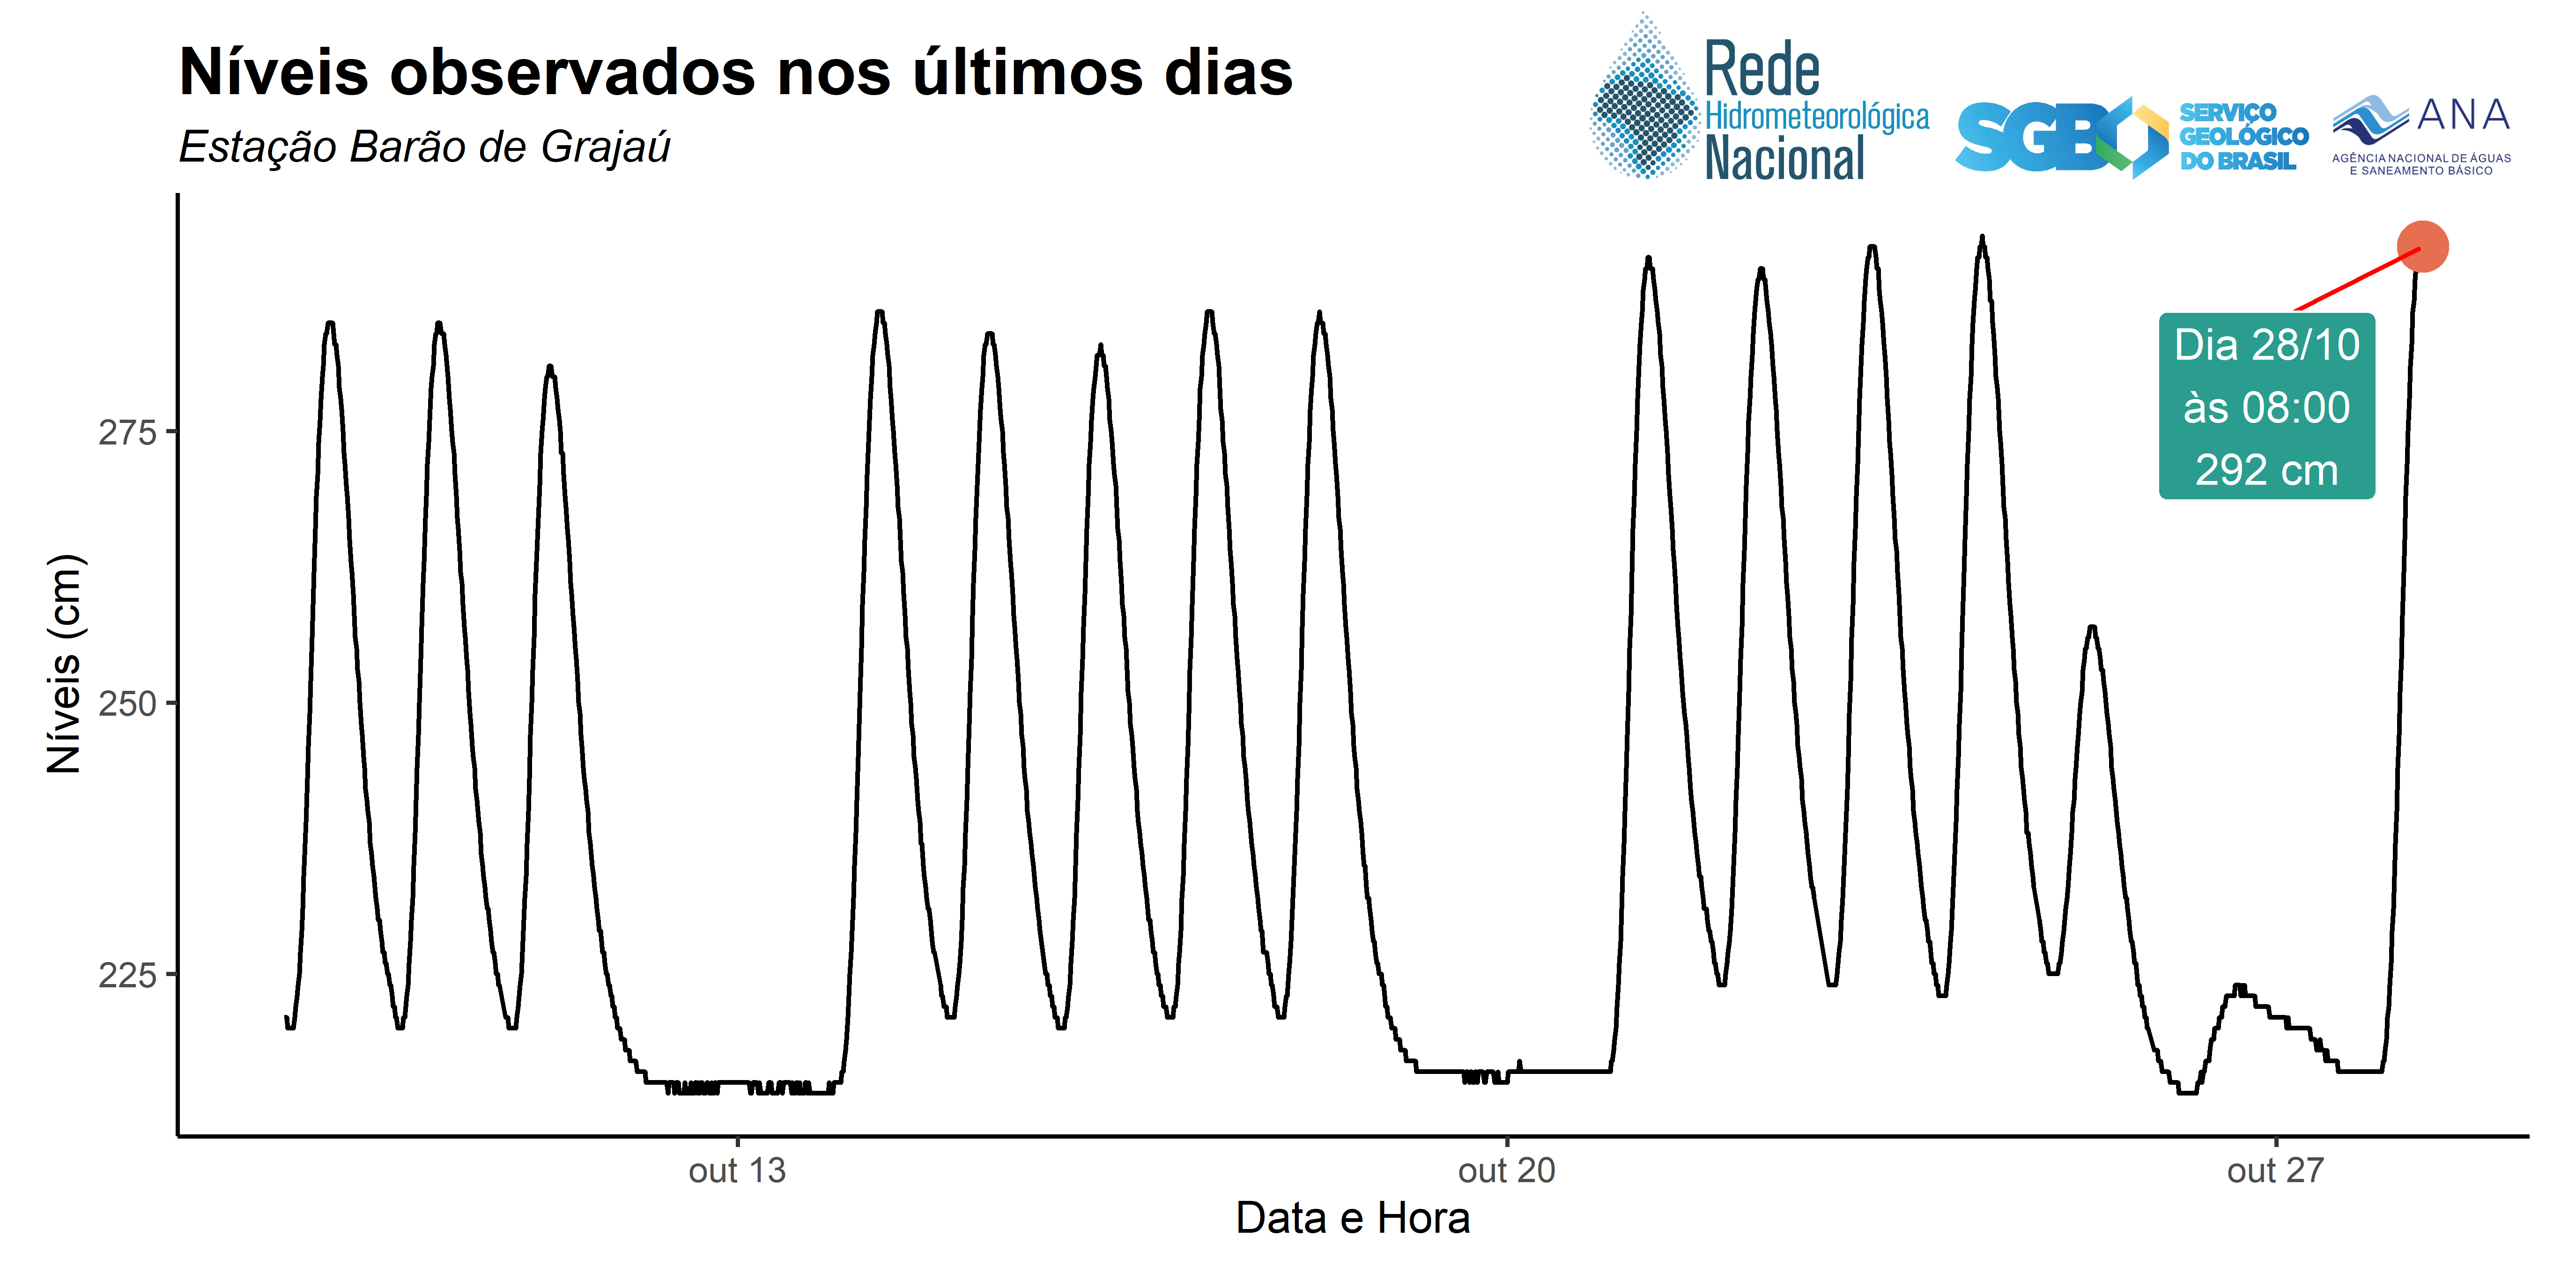 Níveis observados nos últimos dias
Estação Barão de Grajaú
Rede
Hidrometeorológica
Nacional
SGB
SERVIÇO
GEOLÓGICO
DO BRASIL
ANA
AGÊNCIA NACIONAL DE ÁGUAS
E SANEAMENTO BÁSICO
Níveis (cm)
275
250
225
Dia 28/10
às 08:00
292 cm
out 13
out 20
out 27
Data e Hora